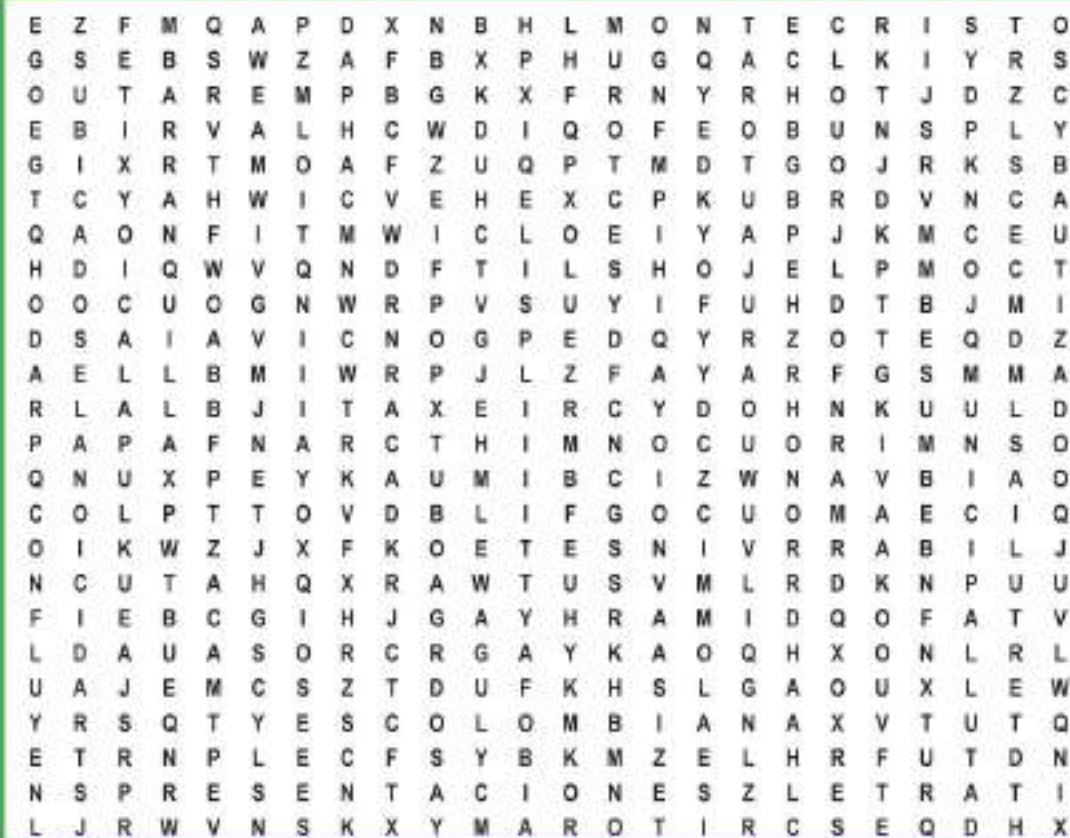 E Z F M Q A P D X N B H L M O N T E C R I S T O
G S E B S W Z A F B X P H U G Q A C L K I Y R S
O U T A R E M P B G K X F R N Y R H O T J D Z C
E B I R V A L H C W D I Q O F E O B U N S P L Y
G I X R T M O A F Z U Q P T M D T G O J R K S B
T C Y A H W I C V E H E X C P K U B R D V N C A
Q A O N F I T M W I C L O E I Y A P J K M C E U
H D I Q W V Q N D F T I L S H O J E L P M O C T
O O C U O G N W R P V S U Y I F U H D T B J M I
D S A I A V I C N O G P E D Q Y R Z O T E Q D Z
A E L L B M I W R P J L Z F A Y A R F G S M M A
R L A L B J I T A X E I R C Y D O H N K U U L D
P A P A F N A R C T H I M N O C U O R I M N S O
Q N U X P E Y K A U M I B C I Z W N A V B I A O
C O L P T T O V D B L I F G O C U O M A E C I Q
O I K W Z J X F K O E T E S N I V R R A B I L J
N C U T A H Q X R A W T U S V M L R D K N P U U
F I E B C G I H J G A Y H R A M I D Q O F A T V
L D A U A S O R C R G A Y K A O Q H X O N L R L
U A J E M C S Z T D U F K H S L G A O U X L E W
Y R S Q T Y E S C O L O M B I A N A X V T U T Q
E T R N P L E C F S Y B K M Z E L H R F U T D N
N S P R E S E N T A C I O N E S Z L E T R A T I
L J R W V N S K X Y M A R O T I R C S E Q D H X